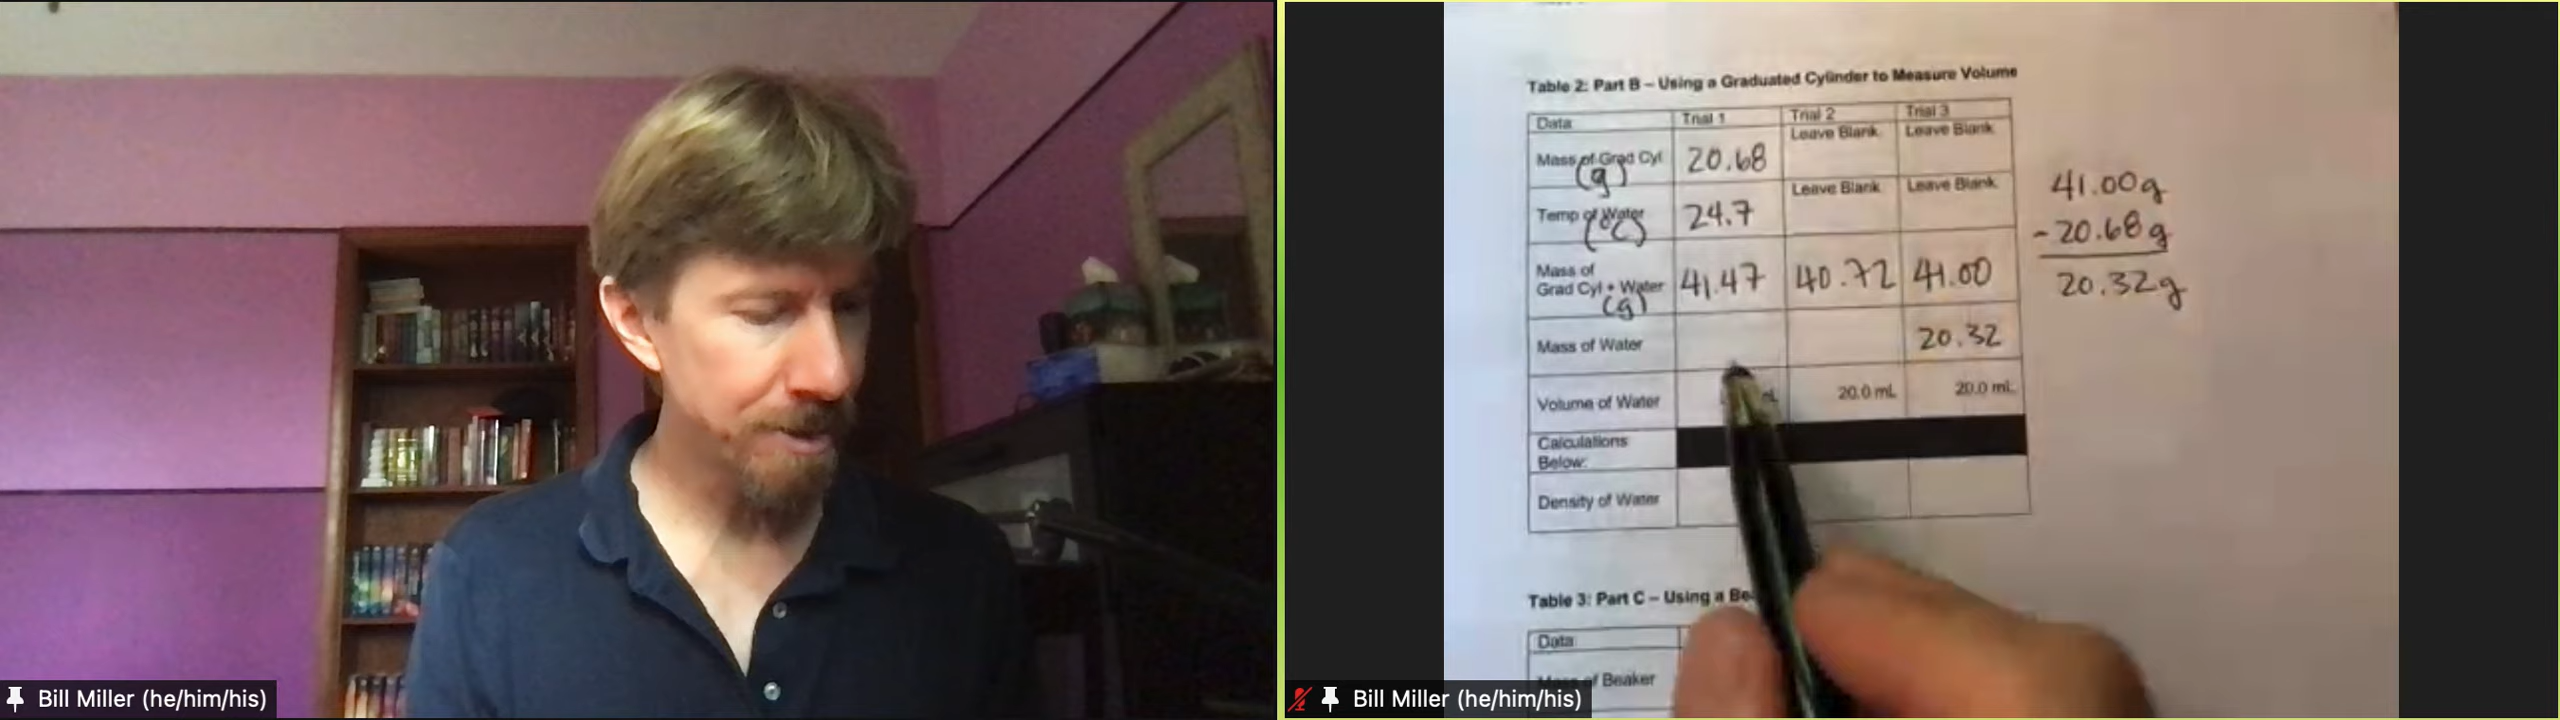 Table 2: Part B – Using a Graduated Cylinder to Measure Volume
Data Trial 1 Trial 2 Trial 3
Mass of Grad Cyl (g) 20.68 Leave Blank Leave Blank
Temp of Water (°C) 24.7 Leave Blank Leave Blank
Mass of
Grad Cyl + Water (g) 41.47 40.72 41.00
Mass of Water 20.32
Volume of Water mL 20.0 mL 20.0 mL
Calculations
Below:
Density of Water
41.00g
-20.68g
20.32g
Table 3: Part C – Using a
Data
of Beaker
Bill Miller (he/him/his)
Bill Miller (he/him/his)